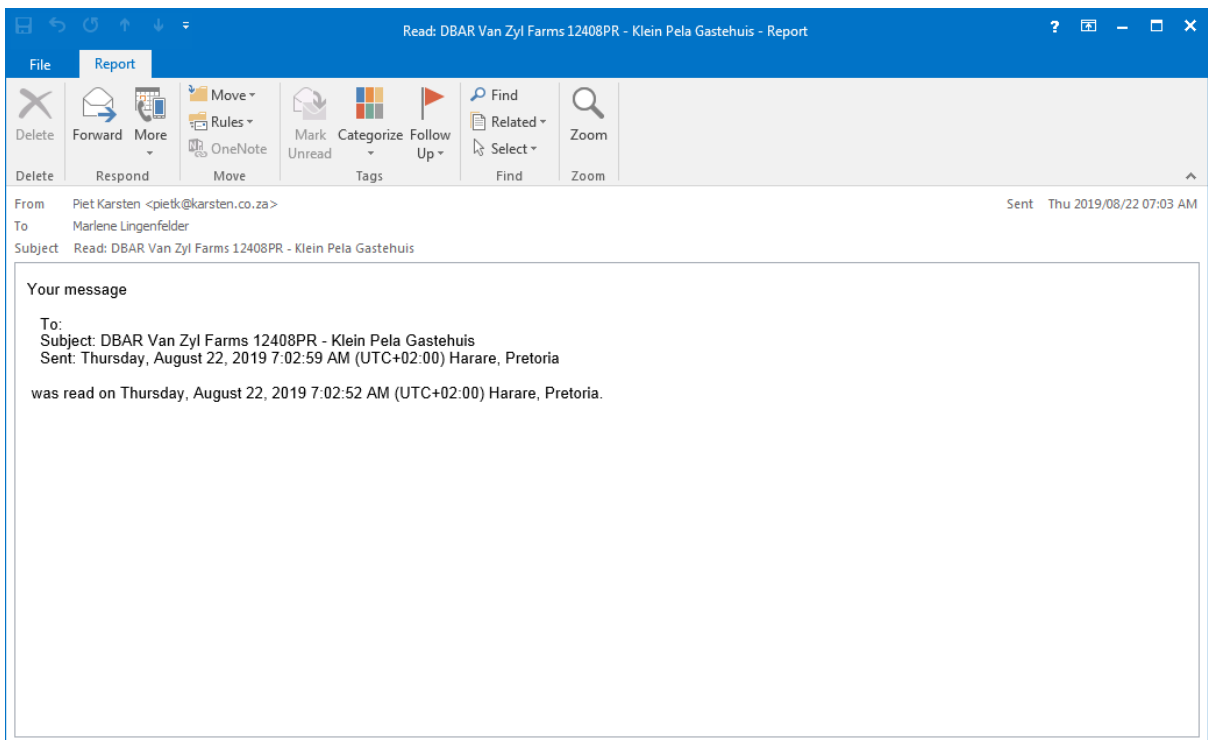 Read: DBAR Van Zyl Farms 12408PR - Klein Pela Gastehuis - Report
File Report
Delete
Forward
More
Move
Rules
OneNote
Mark Unread
Categorize
Follow Up
Find
Related
Select
Zoom
Delete Respond Move Tags Find Zoom
From Piet Karsten <pietk@karsten.co.za> Sent Thu 2019/08/22 07:03 AM
To Marlene Lingenfelder
Subject Read: DBAR Van Zyl Farms 12408PR - Klein Pela Gastehuis
Your message
To:
Subject: DBAR Van Zyl Farms 12408PR - Klein Pela Gastehuis
Sent: Thursday, August 22, 2019 7:02:59 AM (UTC+02:00) Harare, Pretoria
was read on Thursday, August 22, 2019 7:02:52 AM (UTC+02:00) Harare, Pretoria.